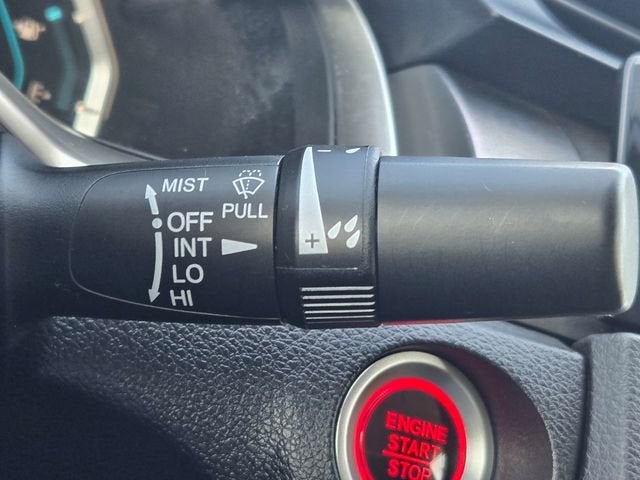 MIST
OFF
PULL
INT
LO
HI
+
ENGINE
START
STOP